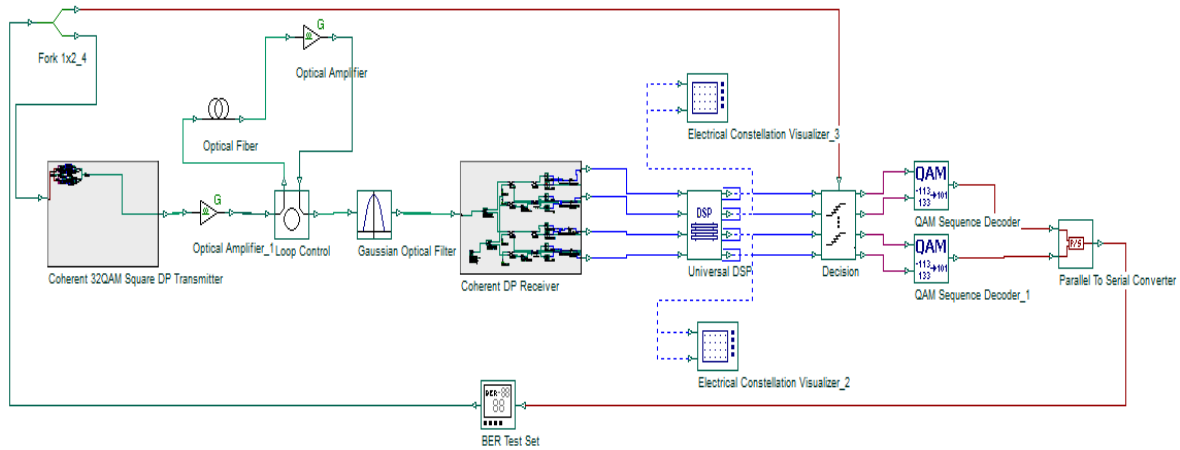 G
Fork 1x2_4
Optical Amplifier
Electrical Constellation Visualizer_3
Optical Fiber
QAM
-113
133
101
G
DSP
QAM Sequence Decoder
P/S
Optical Amplifier_1
Loop Control
Gaussian Optical Filter
QAM
-113
133
101
Universal DSP
Decision
Coherent 32QAM Square DP Transmitter
Coherent DP Receiver
QAM Sequence Decoder_1
Parallel To Serial Converter
Electrical Constellation Visualizer_2
BER-88
88
BER Test Set